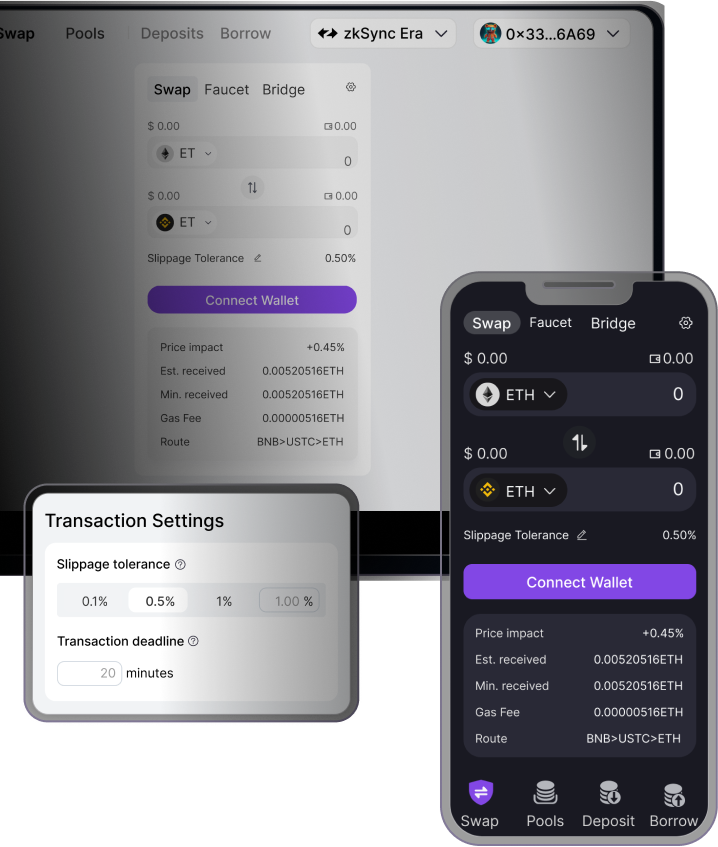 Swap Pools Deposits Borrow zkSync Era 0×33...6A69
Swap Faucet Bridge
$ 0.00 0.00
ET 0
$ 0.00 0.00
ET 0
Slippage Tolerance 0.50%
Connect Wallet
Price impact +0.45%
Est. received 0.00520516ETH
Min. received 0.00520516ETH
Gas Fee 0.00000516ETH
Route BNB>USTC>ETH
Transaction Settings
Slippage tolerance ?
0.1% 0.5% 1% 1.00 %
Transaction deadline ?
20 minutes
Swap Faucet Bridge
$ 0.00 0.00
ETH 0
$ 0.00 0.00
ETH 0
Slippage Tolerance 0.50%
Connect Wallet
Price impact +0.45%
Est. received 0.00520516ETH
Min. received 0.00520516ETH
Gas Fee 0.00000516ETH
Route BNB>USTC>ETH
Swap Pools Deposit Borrow